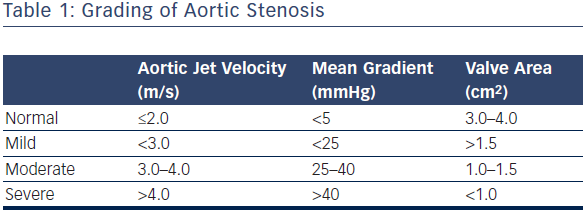 Table 1: Grading of Aortic Stenosis
Aortic Jet Velocity Mean Gradient Valve Area
(m/s) (mmHg) (cm²)
Normal ≤2.0 <5 3.0–4.0
Mild <3.0 <25 >1.5
Moderate 3.0–4.0 25–40 1.0–1.5
Severe >4.0 >40 <1.0